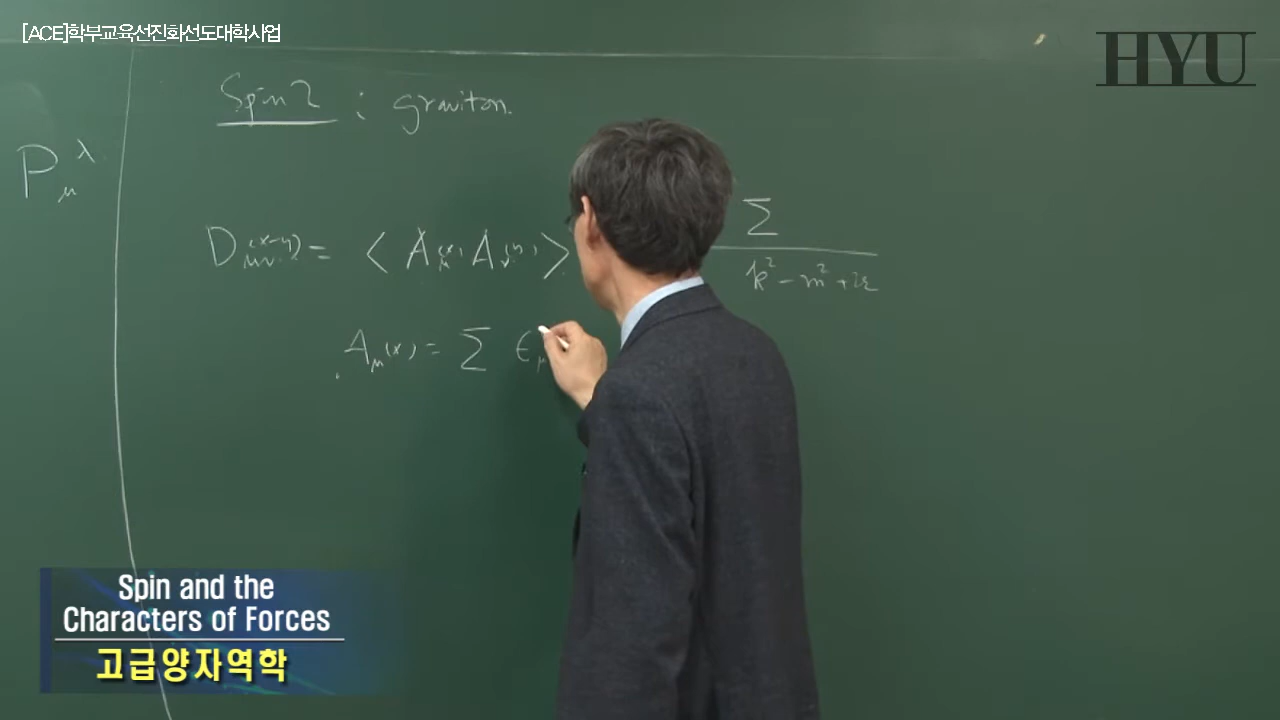 [ACE]학부교육선진화선도대학사업
HYU
Spin 2 : graviton.
P_μ^λ
D_μν(x-y) = < A_μ(x) A_ν(y) >
Σ
k² - m² + iε
A_μ(x) = Σ ε_μ
Spin and the
Characters of Forces
고급양자역학